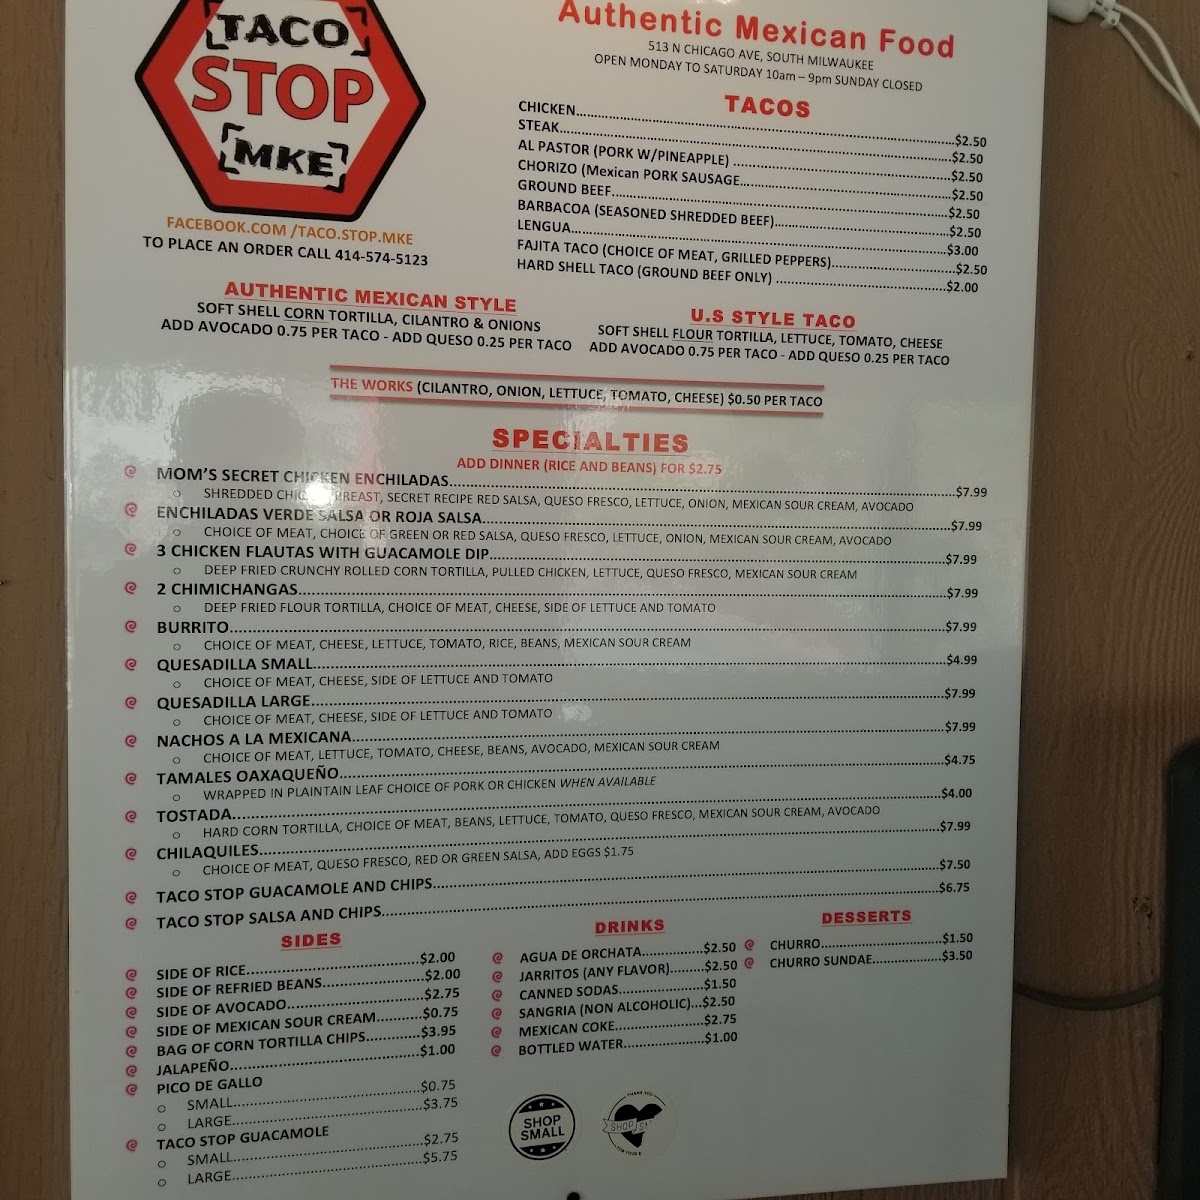 TACO
STOP
MKE
FACEBOOK.COM /TACO.STOP.MKE
TO PLACE AN ORDER CALL 414-574-5123
Authentic Mexican Food
513 N CHICAGO AVE, SOUTH MILWAUKEE
OPEN MONDAY TO SATURDAY 10am – 9pm SUNDAY CLOSED
TACOS
CHICKEN...$2.50
STEAK...$2.50
AL PASTOR (PORK W/PINEAPPLE) ...$2.50
CHORIZO (Mexican PORK SAUSAGE...$2.50
GROUND BEEF...$2.50
BARBACOA (SEASONED SHREDDED BEEF)...$2.50
LENGUA...$3.00
FAJITA TACO (CHOICE OF MEAT, GRILLED PEPPERS)...$2.50
HARD SHELL TACO (GROUND BEEF ONLY) ...$2.00
AUTHENTIC MEXICAN STYLE
SOFT SHELL CORN TORTILLA, CILANTRO & ONIONS
ADD AVOCADO 0.75 PER TACO - ADD QUESO 0.25 PER TACO
U.S STYLE TACO
SOFT SHELL FLOUR TORTILLA, LETTUCE, TOMATO, CHEESE
ADD AVOCADO 0.75 PER TACO - ADD QUESO 0.25 PER TACO
THE WORKS (CILANTRO, ONION, LETTUCE, TOMATO, CHEESE) $0.50 PER TACO
SPECIALTIES
ADD DINNER (RICE AND BEANS) FOR $2.75
MOM'S SECRET CHICKEN ENCHILADAS...$7.99
SHREDDED CHICKEN BREAST, SECRET RECIPE RED SALSA, QUESO FRESCO, LETTUCE, ONION, MEXICAN SOUR CREAM, AVOCADO
ENCHILADAS VERDE SALSA OR ROJA SALSA...$7.99
CHOICE OF MEAT, CHOICE OF GREEN OR RED SALSA, QUESO FRESCO, LETTUCE, ONION, MEXICAN SOUR CREAM, AVOCADO
3 CHICKEN FLAUTAS WITH GUACAMOLE DIP...$7.99
DEEP FRIED CRUNCHY ROLLED CORN TORTILLA, PULLED CHICKEN, LETTUCE, QUESO FRESCO, MEXICAN SOUR CREAM
2 CHIMICHANGAS...$7.99
DEEP FRIED FLOUR TORTILLA, CHOICE OF MEAT, CHEESE, SIDE OF LETTUCE AND TOMATO
BURRITO...$7.99
CHOICE OF MEAT, CHEESE, LETTUCE, TOMATO, RICE, BEANS, MEXICAN SOUR CREAM
QUESADILLA SMALL...$4.99
CHOICE OF MEAT, CHEESE, SIDE OF LETTUCE AND TOMATO
QUESADILLA LARGE...$7.99
CHOICE OF MEAT, CHEESE, SIDE OF LETTUCE AND TOMATO
NACHOS A LA MEXICANA...$7.99
CHOICE OF MEAT, LETTUCE, TOMATO, CHEESE, BEANS, AVOCADO, MEXICAN SOUR CREAM
TAMALES OAXAQUEÑO...$4.75
WRAPPED IN PLAINTAIN LEAF CHOICE OF PORK OR CHICKEN WHEN AVAILABLE
TOSTADA...$4.00
HARD CORN TORTILLA, CHOICE OF MEAT, BEANS, LETTUCE, TOMATO, QUESO FRESCO, MEXICAN SOUR CREAM, AVOCADO
CHILAQUILES...$7.99
CHOICE OF MEAT, QUESO FRESCO, RED OR GREEN SALSA, ADD EGGS $1.75
TACO STOP GUACAMOLE AND CHIPS...$7.50
TACO STOP SALSA AND CHIPS...$6.75
SIDES
SIDE OF RICE...$2.00
SIDE OF REFRIED BEANS...$2.00
SIDE OF AVOCADO...$2.75
SIDE OF MEXICAN SOUR CREAM...$0.75
BAG OF CORN TORTILLA CHIPS...$3.95
JALAPEÑO...$1.00
PICO DE GALLO
SMALL...$0.75
LARGE...$3.75
TACO STOP GUACAMOLE
SMALL...$2.75
LARGE...$5.75
DRINKS
AGUA DE ORCHATA...$2.50
JARRITOS (ANY FLAVOR)...$2.50
CANNED SODAS...$1.50
SANGRIA (NON ALCOHOLIC)...$2.50
MEXICAN COKE...$2.75
BOTTLED WATER...$1.00
DESSERTS
CHURRO...$1.50
CHURRO SUNDAE...$3.50
SHOP
SMALL
THANK YOU
SHOP
FOR YOUR